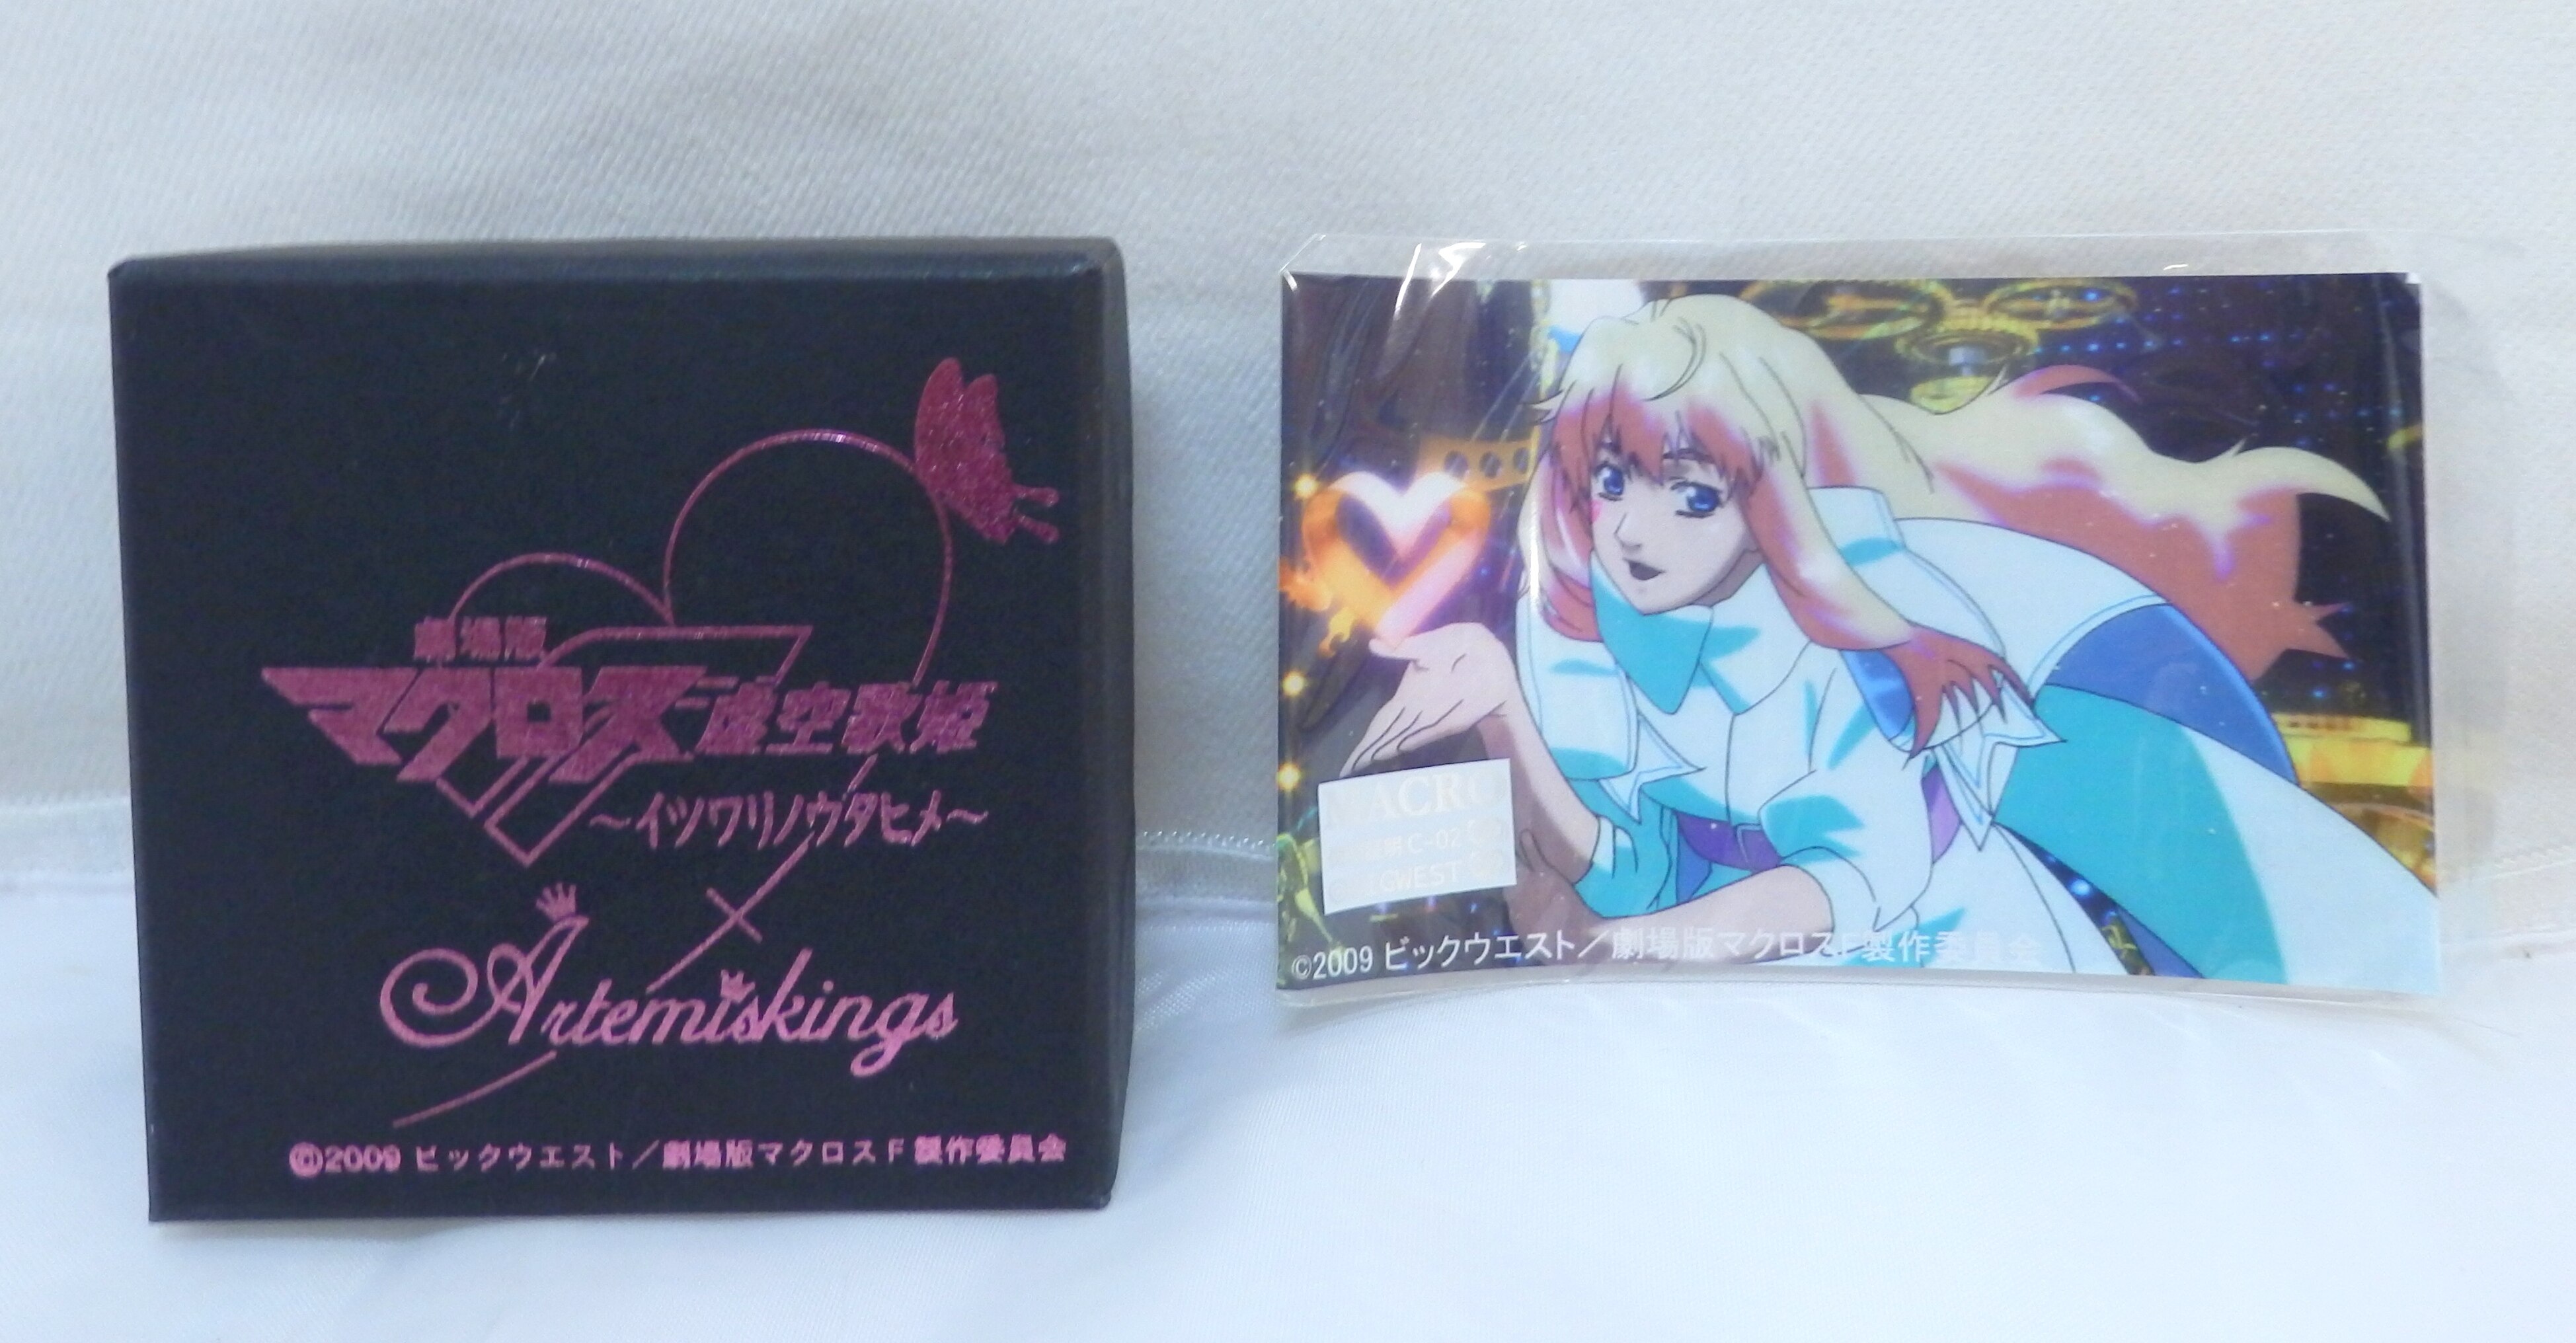 劇場版
マクロスF 虚空歌姫
～イツワリノウタヒメ～
×
Artemiskings
©2009 ビックウエスト／劇場版マクロスF製作委員会
MACRO
C-02
IGWEST
©2009 ビックウエスト／劇場版マクロスF製作委員会